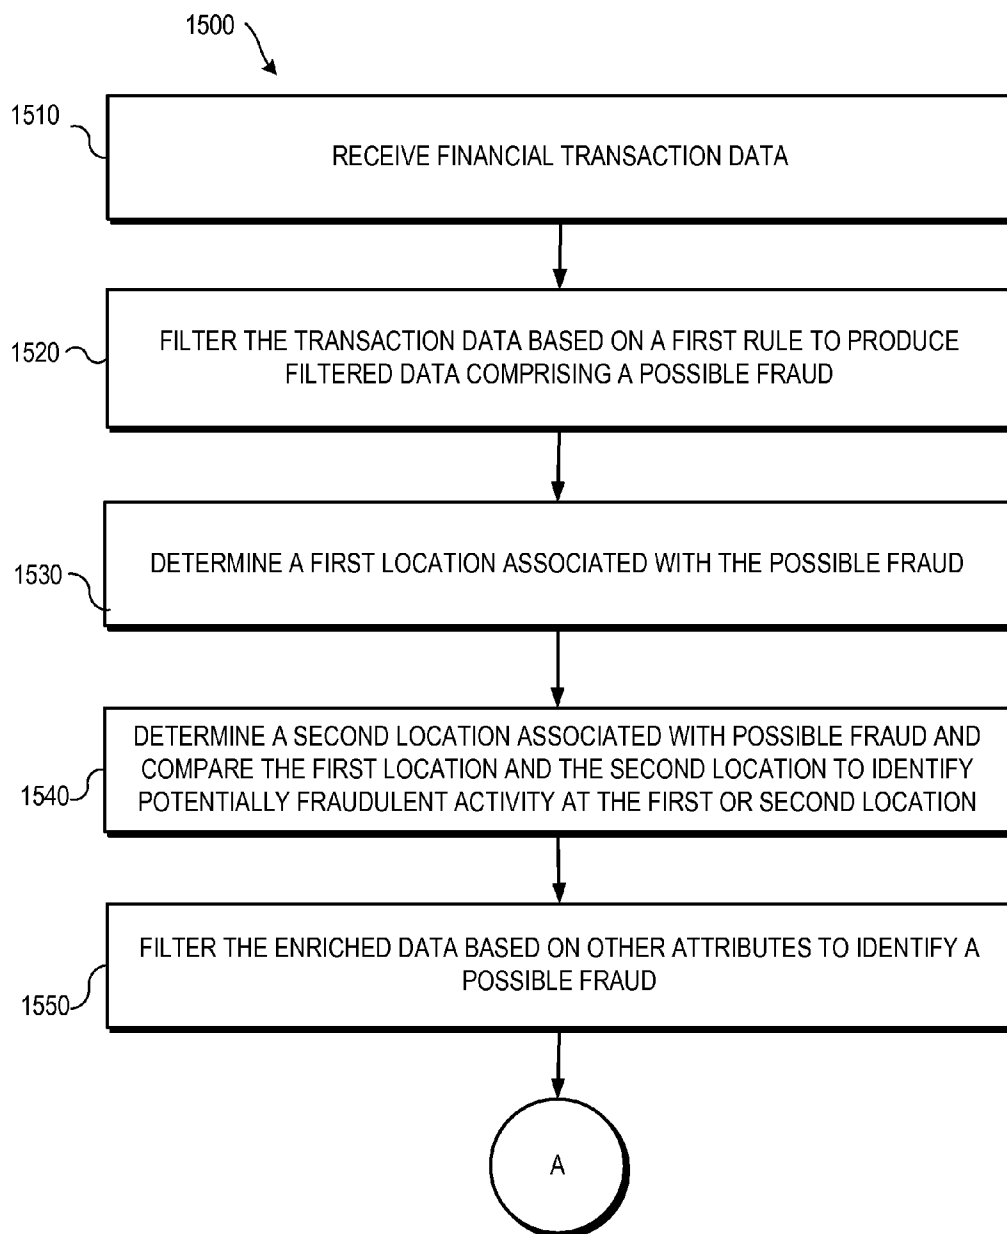 1500
1510
RECEIVE FINANCIAL TRANSACTION DATA
1520
FILTER THE TRANSACTION DATA BASED ON A FIRST RULE TO PRODUCE
FILTERED DATA COMPRISING A POSSIBLE FRAUD
1530
DETERMINE A FIRST LOCATION ASSOCIATED WITH THE POSSIBLE FRAUD
1540
DETERMINE A SECOND LOCATION ASSOCIATED WITH POSSIBLE FRAUD AND
COMPARE THE FIRST LOCATION AND THE SECOND LOCATION TO IDENTIFY
POTENTIALLY FRAUDULENT ACTIVITY AT THE FIRST OR SECOND LOCATION
1550
FILTER THE ENRICHED DATA BASED ON OTHER ATTRIBUTES TO IDENTIFY A
POSSIBLE FRAUD
A